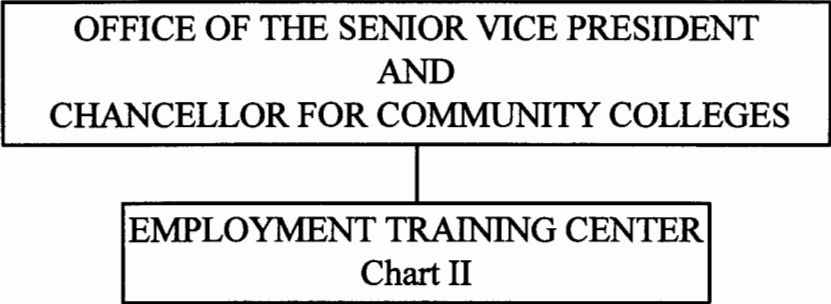 OFFICE OF THE SENIOR VICE PRESIDENT
AND
CHANCELLOR FOR COMMUNITY COLLEGES
EMPLOYMENT TRAINING CENTER
Chart II